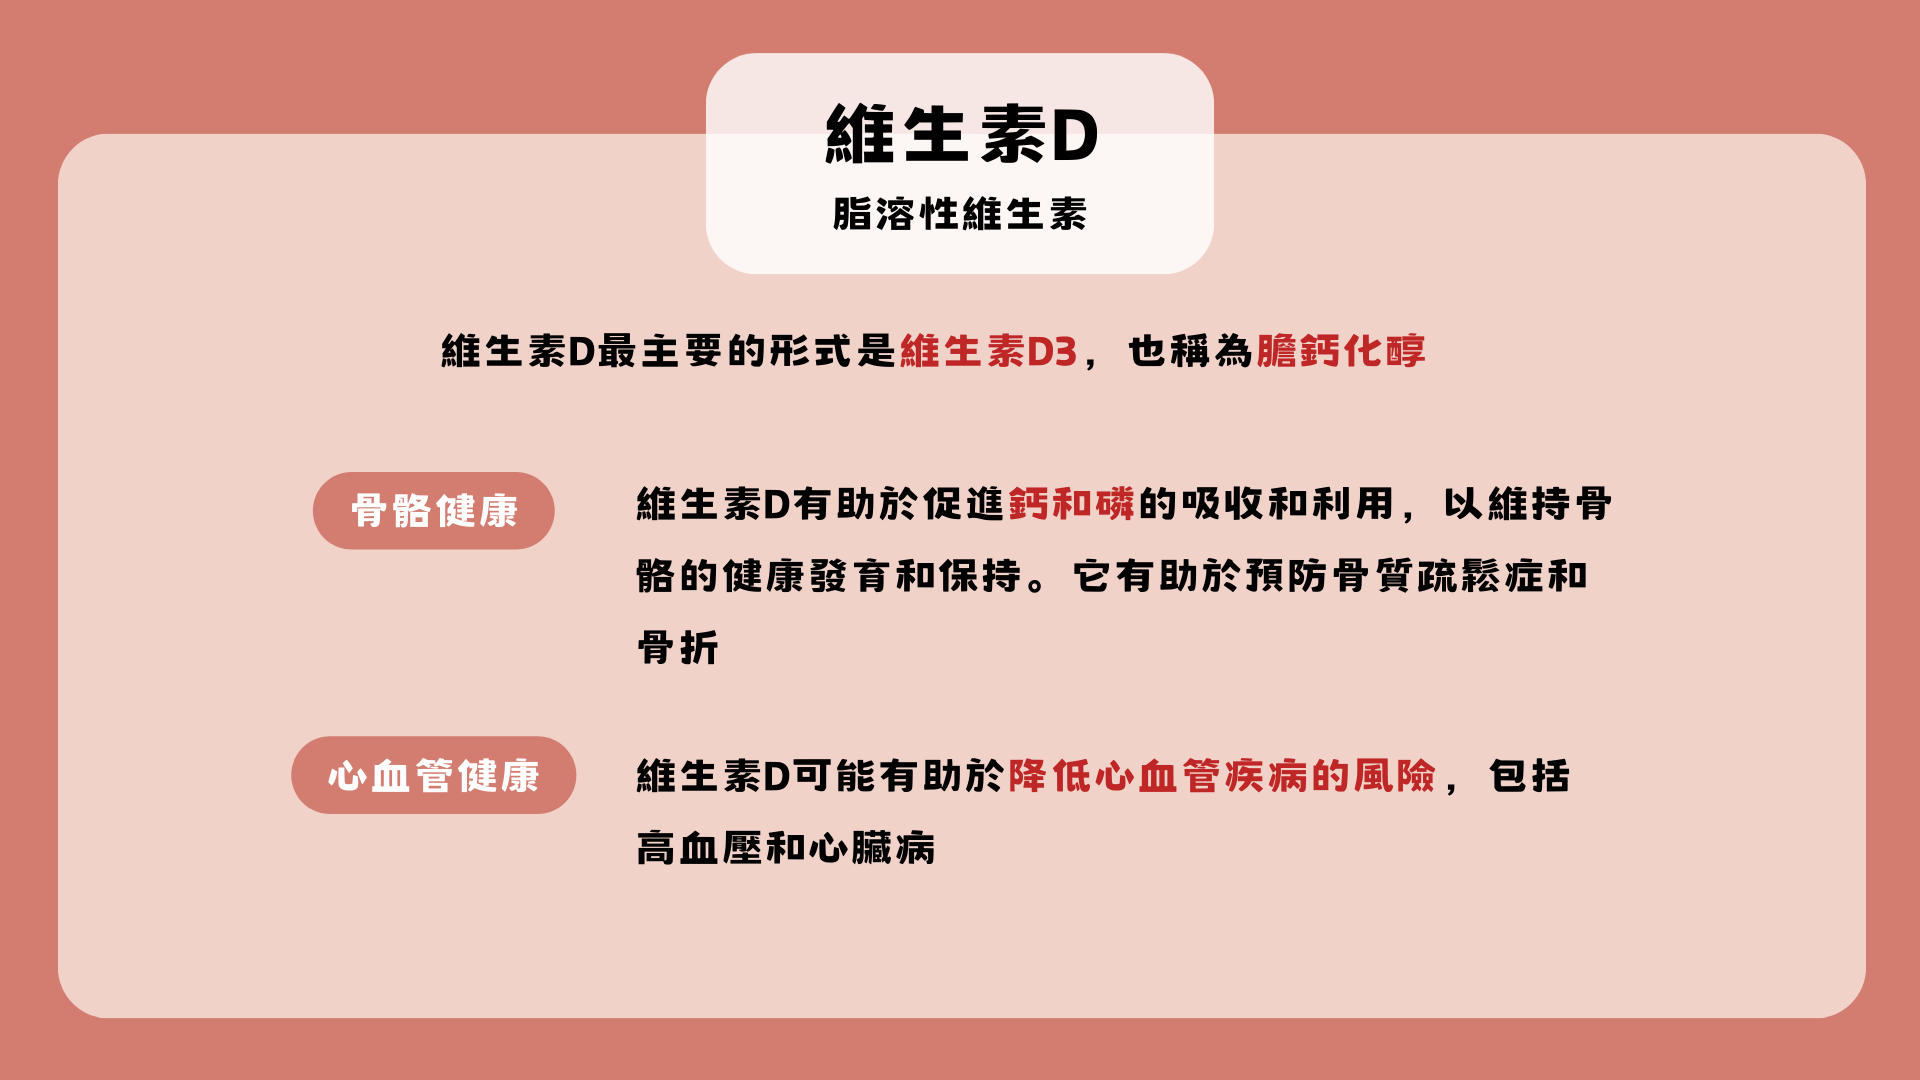 維生素D
脂溶性維生素
維生素D最主要的形式是維生素D3，也稱為膽鈣化醇
骨骼健康
維生素D有助於促進鈣和磷的吸收和利用，以維持骨
骼的健康發育和保持。它有助於預防骨質疏鬆症和
骨折
心血管健康
維生素D可能有助於降低心血管疾病的風險，包括
高血壓和心臟病